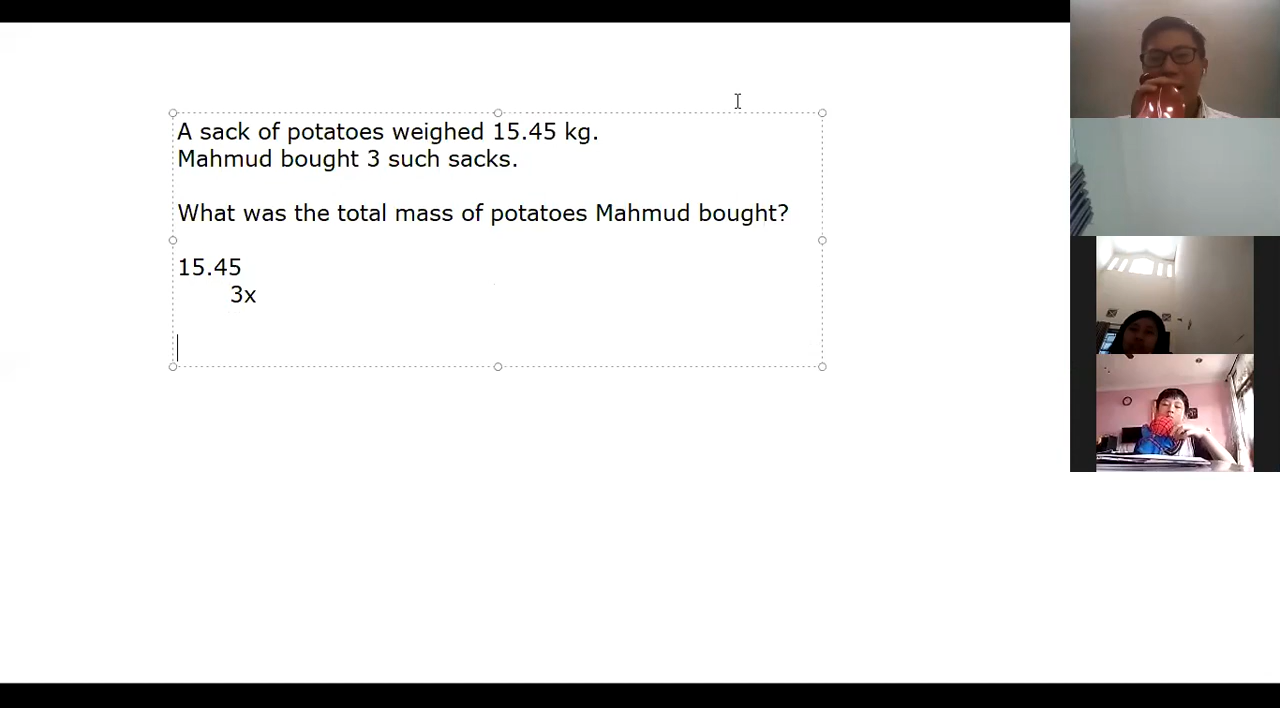 A sack of potatoes weighed 15.45 kg.
Mahmud bought 3 such sacks.
What was the total mass of potatoes Mahmud bought?
15.45
3x